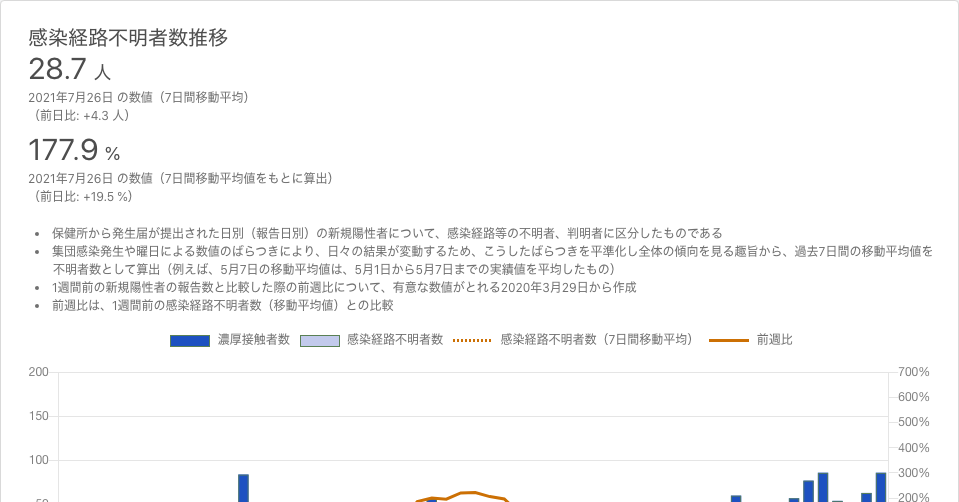 感染経路不明者数推移
28.7 人
2021年7月26日 の数値（7日間移動平均）
（前日比: +4.3 人）
177.9 %
2021年7月26日 の数値（7日間移動平均値をもとに算出）
（前日比: +19.5 %）
• 保健所から発生届が提出された日別（報告日別）の新規陽性者について、感染経路等の不明者、判明者に区分したものである
• 集団感染発生や曜日による数値のばらつきにより、日々の結果が変動するため、こうしたばらつきを平準化し全体の傾向を見る趣旨から、過去7日間の移動平均値を
不明者数として算出（例えば、5月7日の移動平均値は、5月1日から5月7日までの実績値を平均したもの）
• 1週間前の新規陽性者の報告数と比較した際の前週比について、有意な数値がとれる2020年3月29日から作成
• 前週比は、1週間前の感染経路不明者数（移動平均値）との比較
濃厚接触者数 感染経路不明者数 感染経路不明者数（7日間移動平均） 前週比
200 700%
600%
150 500%
400%
100 300%
50 200%